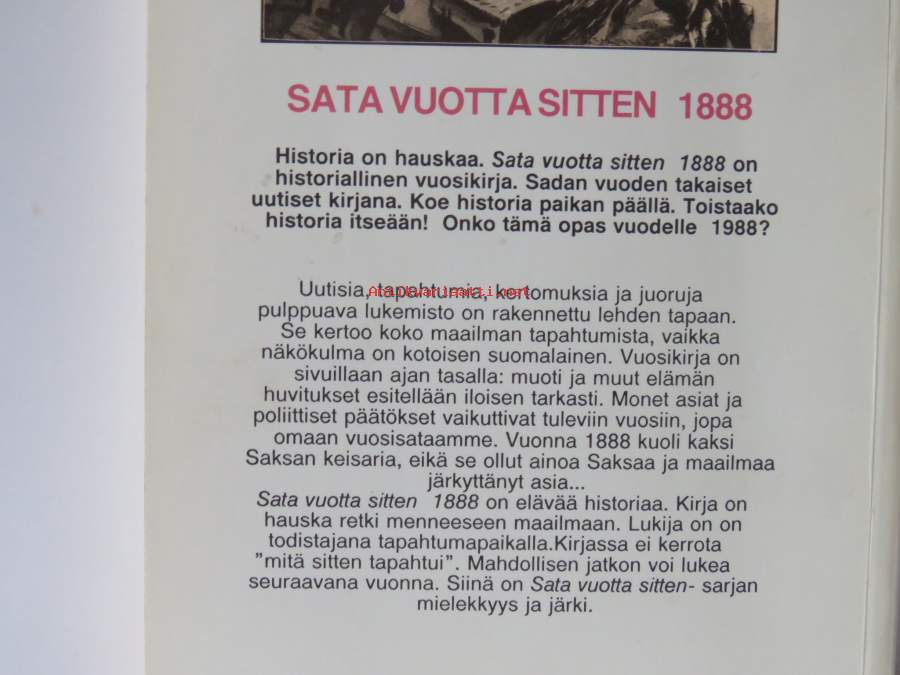 SATA VUOTTA SITTEN 1888
Historia on hauskaa. Sata vuotta sitten 1888 on
historiallinen vuosikirja. Sadan vuoden takaiset
uutiset kirjana. Koe historia paikan päällä. Toistaako
historia itseään! Onko tämä opas vuodelle 1988?
Uutisia, tapahtumia, kertomuksia ja juoruja
Antikvariaatti.net
pulppuava lukemisto on rakennettu lehden tapaan.
Se kertoo koko maailman tapahtumista, vaikka
näkökulma on kotoisen suomalainen. Vuosikirja on
sivuillaan ajan tasalla: muoti ja muut elämän
huvitukset esitellään iloisen tarkasti. Monet asiat ja
poliittiset päätökset vaikuttivat tuleviin vuosiin, jopa
omaan vuosisataamme. Vuonna 1888 kuoli kaksi
Saksan keisaria, eikä se ollut ainoa Saksaa ja maailmaa
järkyttänyt asia...
Sata vuotta sitten 1888 on elävää historiaa. Kirja on
hauska retki menneeseen maailmaan. Lukija on on
todistajana tapahtumapaikalla.Kirjassa ei kerrota
”mitä sitten tapahtui”. Mahdollisen jatkon voi lukea
seuraavana vuonna. Siinä on Sata vuotta sitten- sarjan
mielekkyys ja järki.